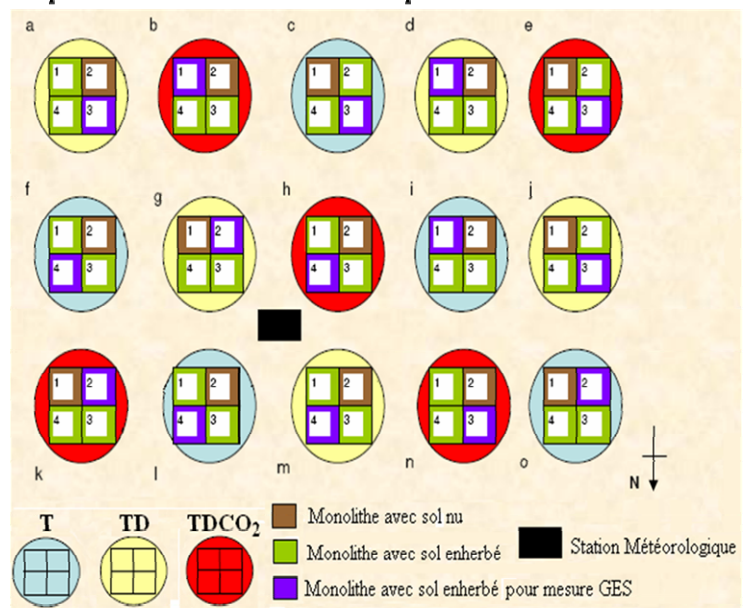 a b c d e
1 2 1 2 1 2 1 2 1 2
4 3 4 3 4 3 4 3 4 3
f g h i j
1 2 1 2 1 2 1 2 1 2
4 3 4 3 4 3 4 3 4 3
1 2 1 2 1 2 1 2 1 2
4 3 4 3 4 3 4 3 4 3
k l m n o
N
T TD TDCO₂
Monolithe avec sol nu
Monolithe avec sol enherbé
Station Météorologique
Monolithe avec sol enherbé pour mesure GES